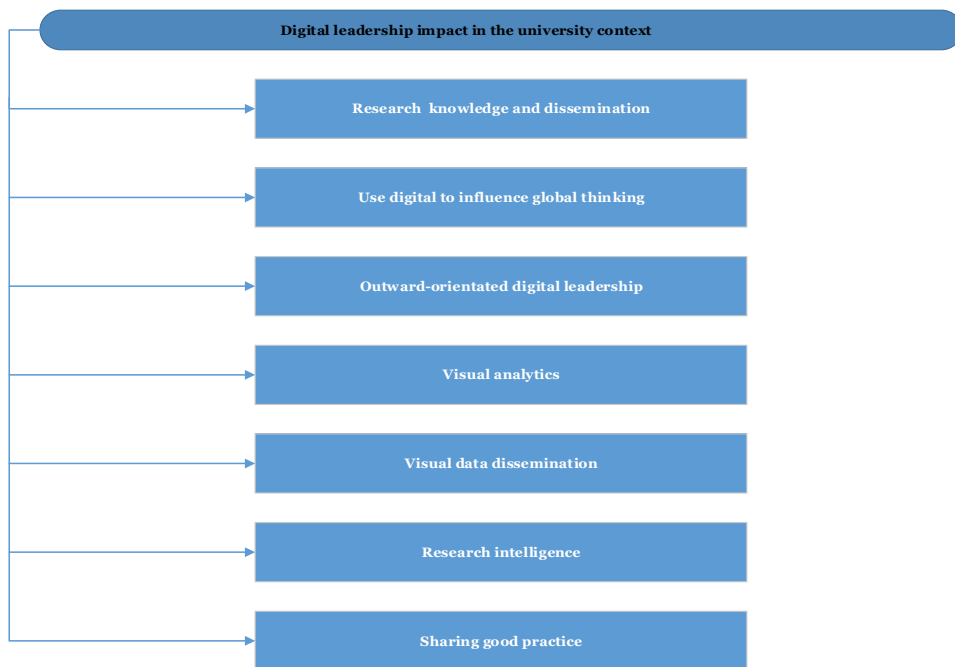 Digital leadership impact in the university context
Research knowledge and dissemination
Use digital to influence global thinking
Outward-orientated digital leadership
Visual analytics
Visual data dissemination
Research intelligence
Sharing good practice